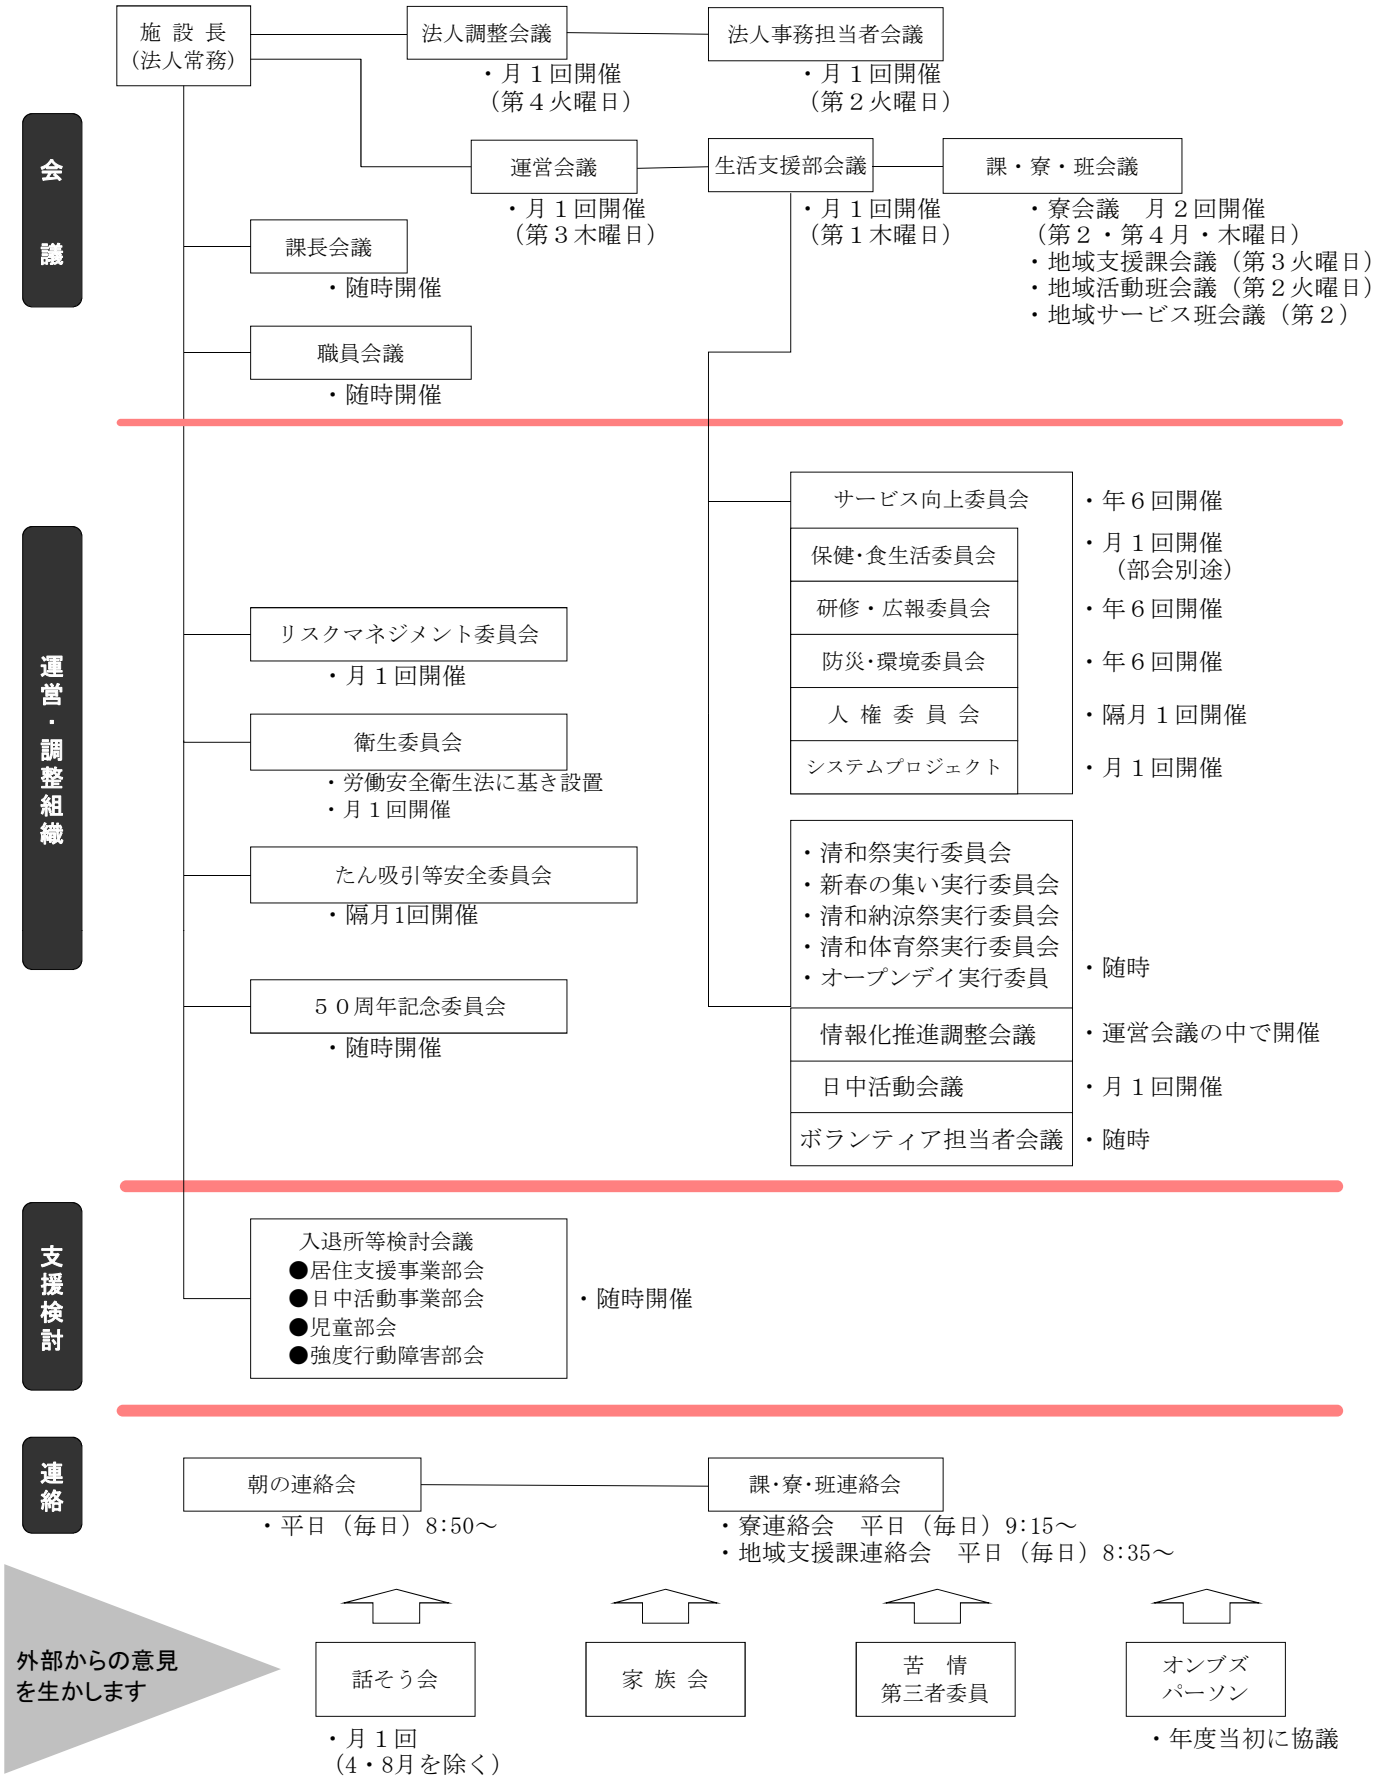 施 設 長
(法人常務)
法人調整会議
・月１回開催
（第４火曜日）
法人事務担当者会議
・月１回開催
（第２火曜日）
会議
運営会議
・月１回開催
（第３木曜日）
生活支援部会議
・月１回開催
（第１木曜日）
課・寮・班会議
・寮会議　月２回開催
（第２・第４月・木曜日）
・地域支援課会議（第３火曜日）
・地域活動班会議（第２火曜日）
・地域サービス班会議（第２）
課長会議
・随時開催
職員会議
・随時開催
運営・調整組織
リスクマネジメント委員会
・月１回開催
衛生委員会
・労働安全衛生法に基き設置
・月１回開催
たん吸引等安全委員会
・隔月1回開催
５０周年記念委員会
・随時開催
サービス向上委員会
・年６回開催
保健・食生活委員会
・月１回開催
（部会別途）
研修・広報委員会
・年６回開催
防災・環境委員会
・年６回開催
人 権 委 員 会
・隔月１回開催
システムプロジェクト
・月１回開催
・清和祭実行委員会
・新春の集い実行委員会
・清和納涼祭実行委員会
・清和体育祭実行委員会
・オープンデイ実行委員
・随時
情報化推進調整会議
・運営会議の中で開催
日中活動会議
・月１回開催
ボランティア担当者会議
・随時
支援検討
入退所等検討会議
●居住支援事業部会
●日中活動事業部会
●児童部会
●強度行動障害部会
・随時開催
連絡
朝の連絡会
・平日（毎日）8:50～
課・寮・班連絡会
・寮連絡会　平日（毎日）9:15～
・地域支援課連絡会　平日（毎日）8:35～
外部からの意見
を生かします
話そう会
・月１回
（4・8月を除く）
家 族 会
苦　情
第三者委員
オンブズ
パーソン
・年度当初に協議